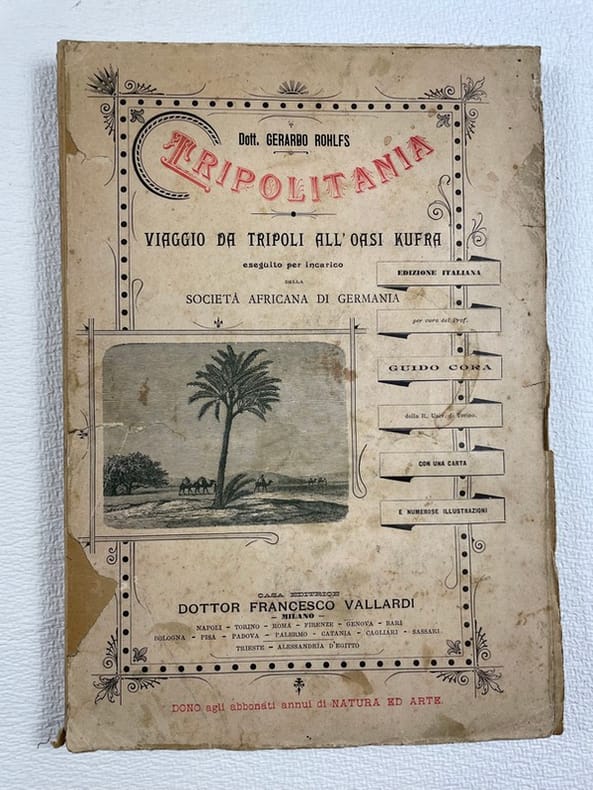 Dott. GERARDO ROHLFS
TRIPOLITANIA
VIAGGIO DA TRIPOLI ALL'OASI KUFRA
eseguito per incarico
DELLA
SOCIETÀ AFRICANA DI GERMANIA
EDIZIONE ITALIANA
per cura del Prof.
GUIDO CORA
della R. Univ. di Torino.
CON UNA CARTA
E NUMEROSE ILLUSTRAZIONI
CASA EDITRICE
DOTTOR FRANCESCO VALLARDI
– MILANO –
NAPOLI – TORINO – ROMA – FIRENZE – GENOVA – BARI
BOLOGNA – PISA – PADOVA – PALERMO – CATANIA – CAGLIARI – SASSARI
TRIESTE – ALESSANDRIA D'EGITTO
DONO agli abbonati annui di NATURA ED ARTE.